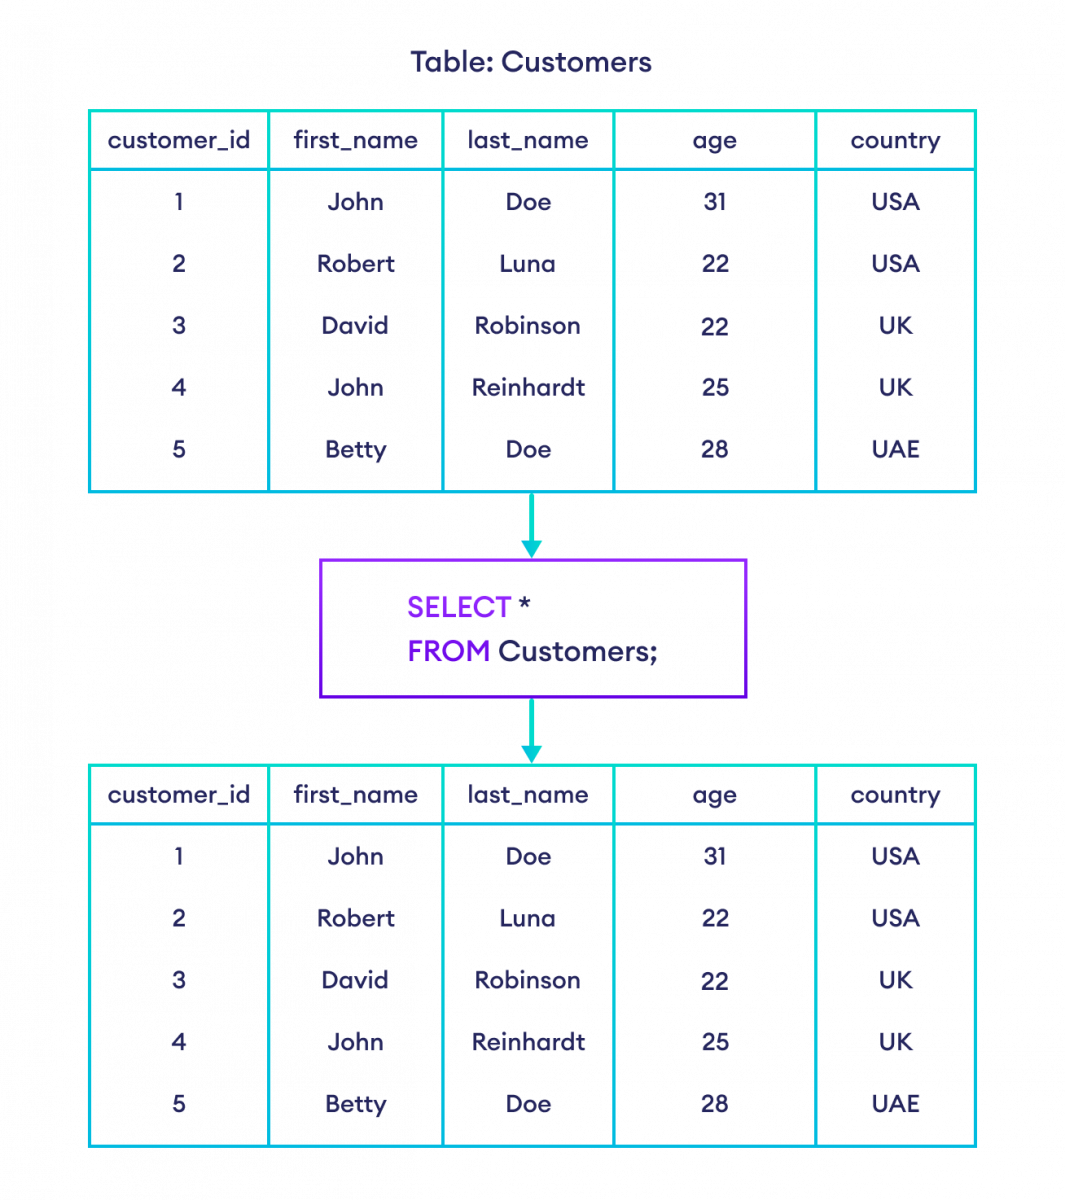 Table: Customers
customer_id first_name last_name age country
1 John Doe 31 USA
2 Robert Luna 22 USA
3 David Robinson 22 UK
4 John Reinhardt 25 UK
5 Betty Doe 28 UAE
SELECT *
FROM Customers;
customer_id first_name last_name age country
1 John Doe 31 USA
2 Robert Luna 22 USA
3 David Robinson 22 UK
4 John Reinhardt 25 UK
5 Betty Doe 28 UAE